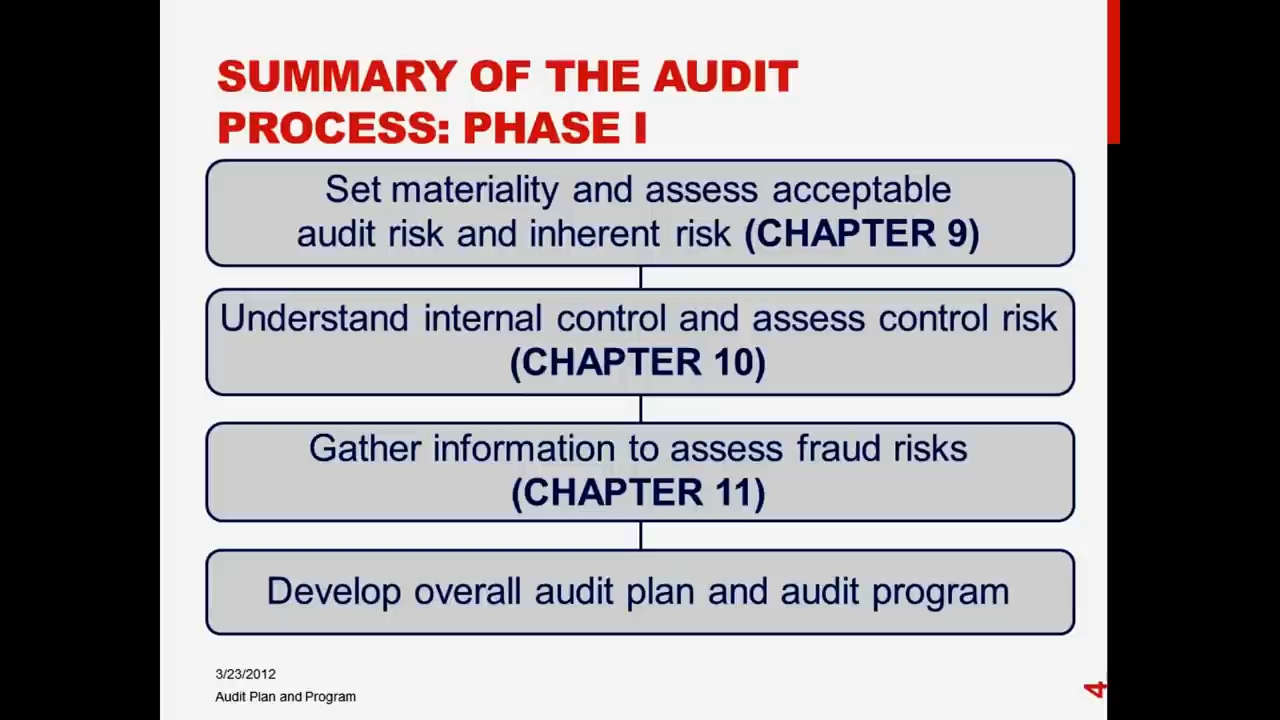 SUMMARY OF THE AUDIT
PROCESS: PHASE I
Set materiality and assess acceptable
audit risk and inherent risk (CHAPTER 9)
Understand internal control and assess control risk
(CHAPTER 10)
Gather information to assess fraud risks
(CHAPTER 11)
Develop overall audit plan and audit program
3/23/2012
Audit Plan and Program
4